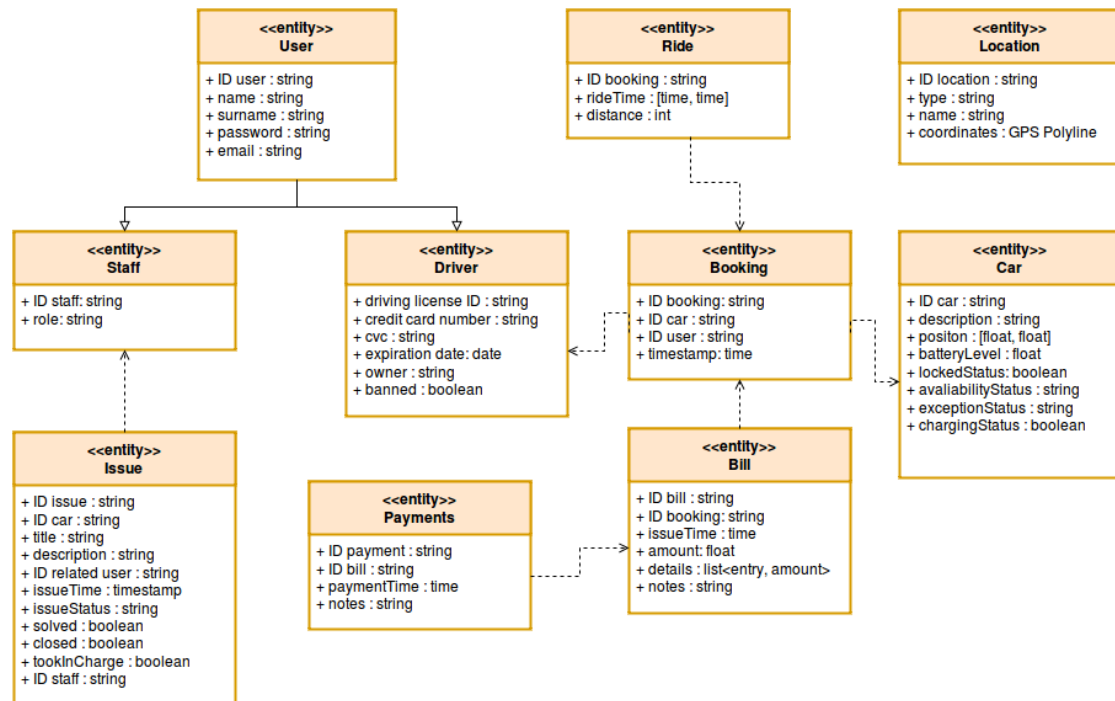 <<entity>>
User
+ ID user : string
+ name : string
+ surname : string
+ password : string
+ email : string
<<entity>>
Ride
+ ID booking : string
+ rideTime : [time, time]
+ distance : int
<<entity>>
Location
+ ID location : string
+ type : string
+ name : string
+ coordinates : GPS Polyline
<<entity>>
Staff
+ ID staff: string
+ role: string
<<entity>>
Driver
+ driving license ID : string
+ credit card number : string
+ cvc : string
+ expiration date: date
+ owner : string
+ banned : boolean
<<entity>>
Booking
+ ID booking: string
+ ID car : string
+ ID user : string
+ timestamp: time
<<entity>>
Car
+ ID car : string
+ description : string
+ positon : [float, float]
+ batteryLevel : float
+ lockedStatus: boolean
+ avaliabilityStatus : string
+ exceptionStatus : string
+ chargingStatus : boolean
<<entity>>
Issue
+ ID issue : string
+ ID car : string
+ title : string
+ description : string
+ ID related user : string
+ issueTime : timestamp
+ issueStatus : string
+ solved : boolean
+ closed : boolean
+ tookInCharge : boolean
+ ID staff : string
<<entity>>
Payments
+ ID payment : string
+ ID bill : string
+ paymentTime : time
+ notes : string
<<entity>>
Bill
+ ID bill : string
+ ID booking: string
+ issueTime : time
+ amount: float
+ details : list<entry, amount>
+ notes : string